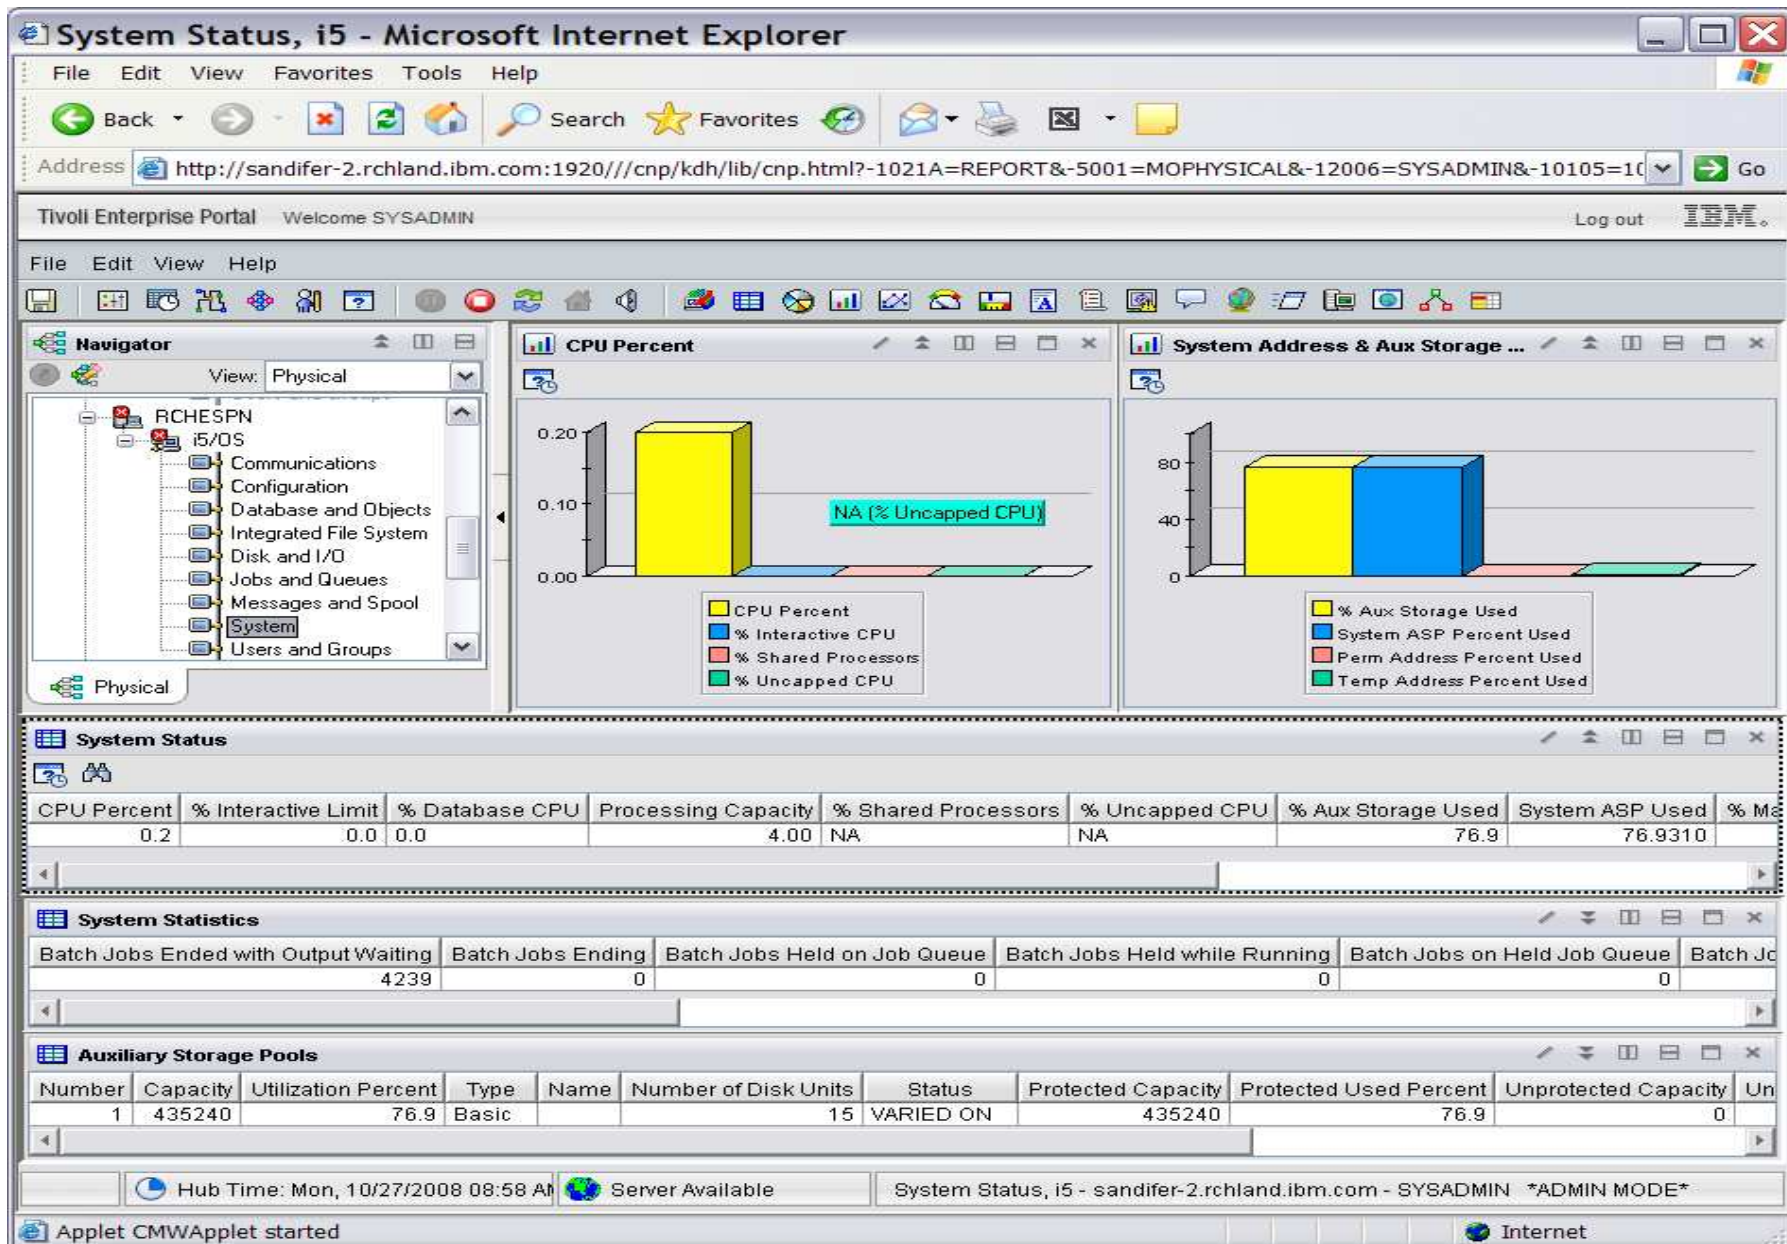 System Status, i5 - Microsoft Internet Explorer
File Edit View Favorites Tools Help
Back Search Favorites
Address http://sandifer-2.rchland.ibm.com:1920///cnp/kdh/lib/cnp.html?-1021A=REPORT&-5001=MOPHYSICAL&-12006=SYSADMIN&-10105=1( Go
Tivoli Enterprise Portal Welcome SYSADMIN Log out IBM
File Edit View Help
Navigator
View: Physical
RCHESPN
i5/OS
Communications
Configuration
Database and Objects
Integrated File System
Disk and I/O
Jobs and Queues
Messages and Spool
System
Users and Groups
Physical
CPU Percent
0.20
0.10
0.00
NA (% Uncapped CPU)
CPU Percent
% Interactive CPU
% Shared Processors
% Uncapped CPU
System Address & Aux Storage ...
80
40
0
% Aux Storage Used
System ASP Percent Used
Perm Address Percent Used
Temp Address Percent Used
System Status
CPU Percent % Interactive Limit % Database CPU Processing Capacity % Shared Processors % Uncapped CPU % Aux Storage Used System ASP Used % Ma
0.2 0.0 0.0 4.00 NA NA 76.9 76.9310
System Statistics
Batch Jobs Ended with Output Waiting Batch Jobs Ending Batch Jobs Held on Job Queue Batch Jobs Held while Running Batch Jobs on Held Job Queue Batch Jo
4239 0 0 0 0
Auxiliary Storage Pools
Number Capacity Utilization Percent Type Name Number of Disk Units Status Protected Capacity Protected Used Percent Unprotected Capacity Un
1 435240 76.9 Basic 15 VARIED ON 435240 76.9 0
Hub Time: Mon, 10/27/2008 08:58 AM Server Available System Status, i5 - sandifer-2.rchland.ibm.com - SYSADMIN *ADMIN MODE*
Applet CMWApplet started Internet